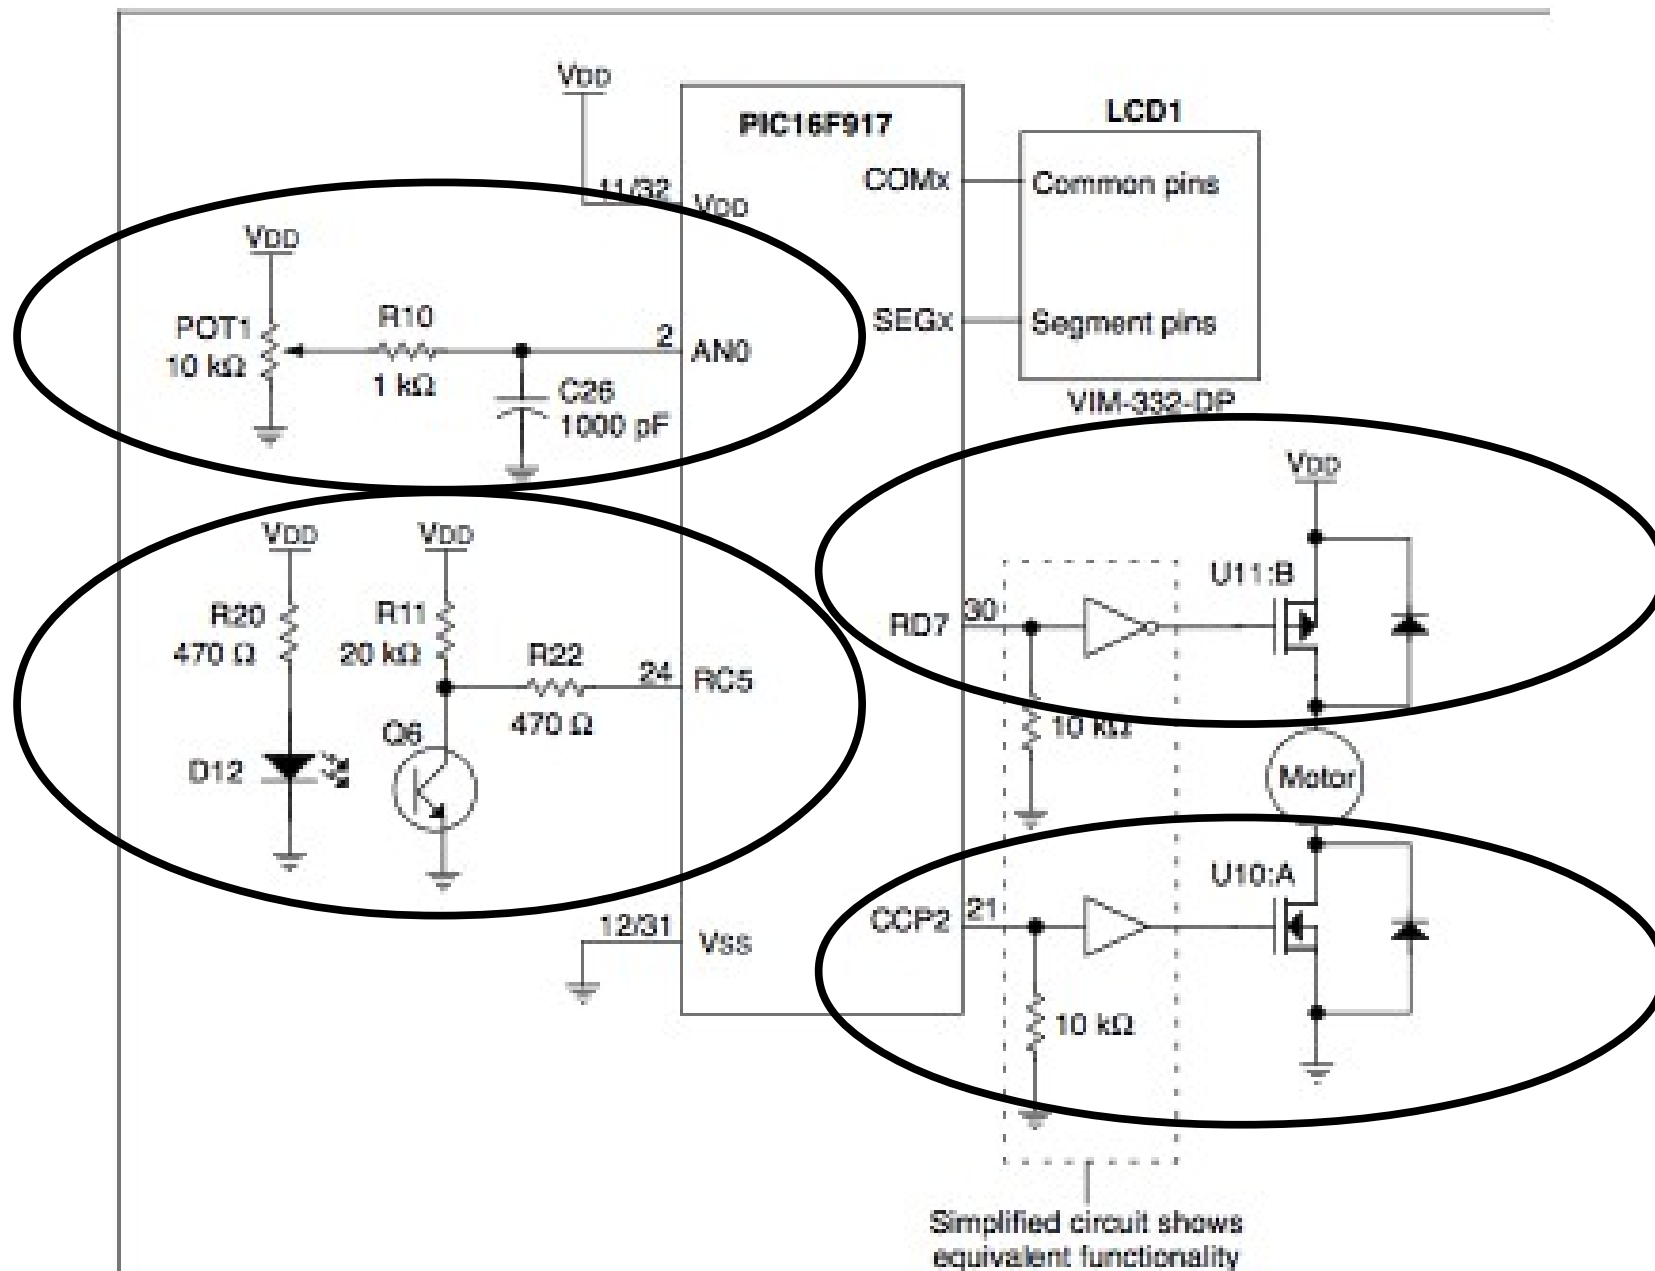 VDD
PIC16F917
LCD1
11/32
VDD
COMx
Common pins
VDD
POT1
10 kΩ
R10
1 kΩ
2
AN0
SEGx
Segment pins
C26
1000 pF
VIM-332-DP
VDD
VDD
VDD
R20
470 Ω
R11
20 kΩ
R22
470 Ω
24
RC5
RD7
30
U11:B
10 kΩ
D12
Q6
Motor
12/31
VSS
CCP2
21
U10:A
10 kΩ
Simplified circuit shows
equivalent functionality